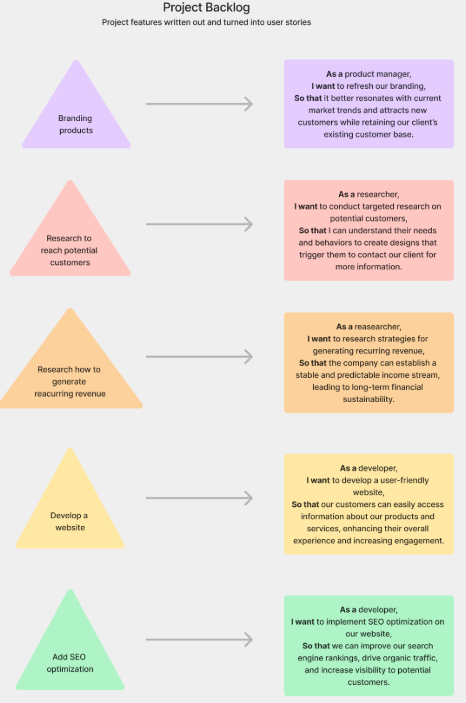 Project Backlog
Project features written out and turned into user stories
Branding
products
As a product manager,
I want to refresh our branding,
So that it better resonates with current
market trends and attracts new
customers while retaining our client's
existing customer base.
Research to
reach potential
customers
As a researcher,
I want to conduct targeted research on
potential customers,
So that I can understand their needs
and behaviors to create designs that
trigger them to contact our client for
more information.
Research how to
generate
reacurring revenue
As a reasearcher,
I want to research strategies for
generating recurring revenue,
So that the company can establish a
stable and predictable income stream,
leading to long-term financial
sustainability.
Develop a
website
As a developer,
I want to develop a user-friendly
website,
So that our customers can easily access
information about our products and
services, enhancing their overall
experience and increasing engagement.
Add SEO
optimization
As a developer,
I want to implement SEO optimization on
our website,
So that we can improve our search
engine rankings, drive organic traffic,
and increase visibility to potential
customers.